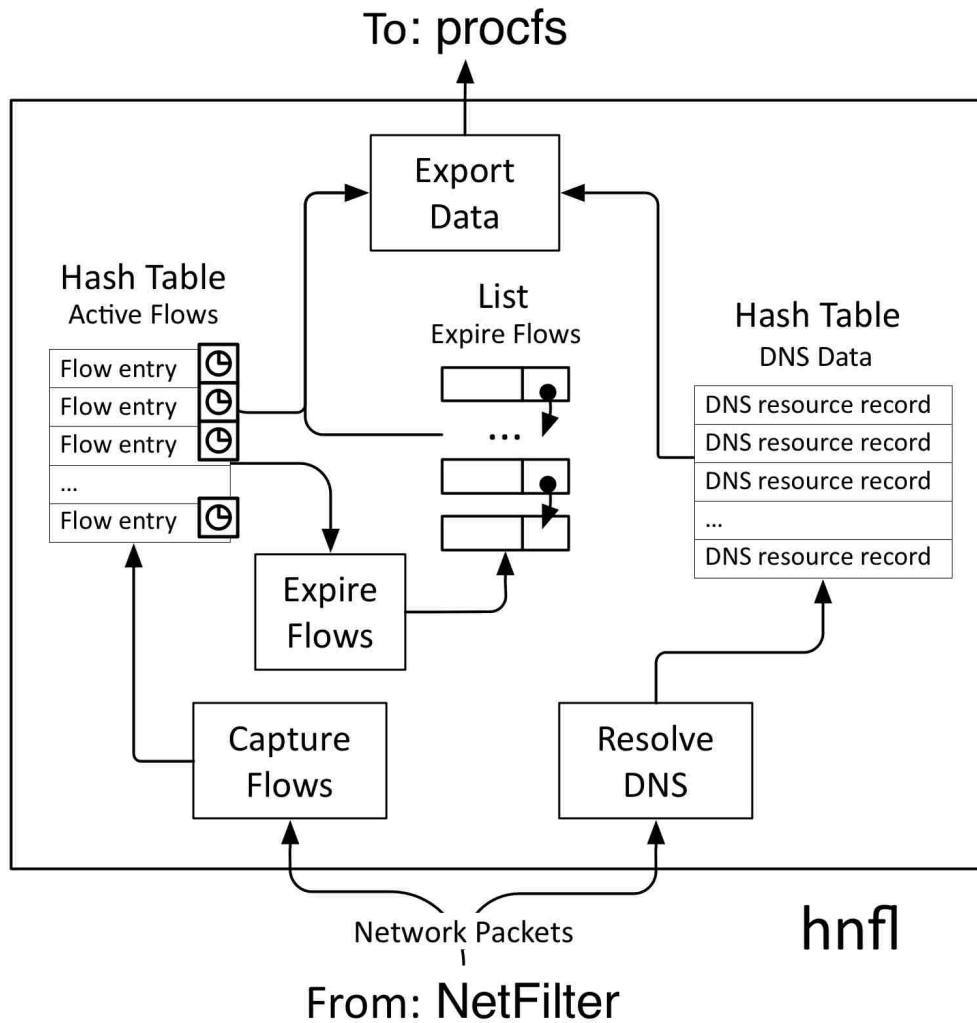 To: procfs
Export
Data
Hash Table
Active Flows
Flow entry
Flow entry
Flow entry
...
Flow entry
List
Expire Flows
...
Hash Table
DNS Data
DNS resource record
DNS resource record
DNS resource record
...
DNS resource record
Expire
Flows
Capture
Flows
Resolve
DNS
Network Packets
hnfl
From: NetFilter